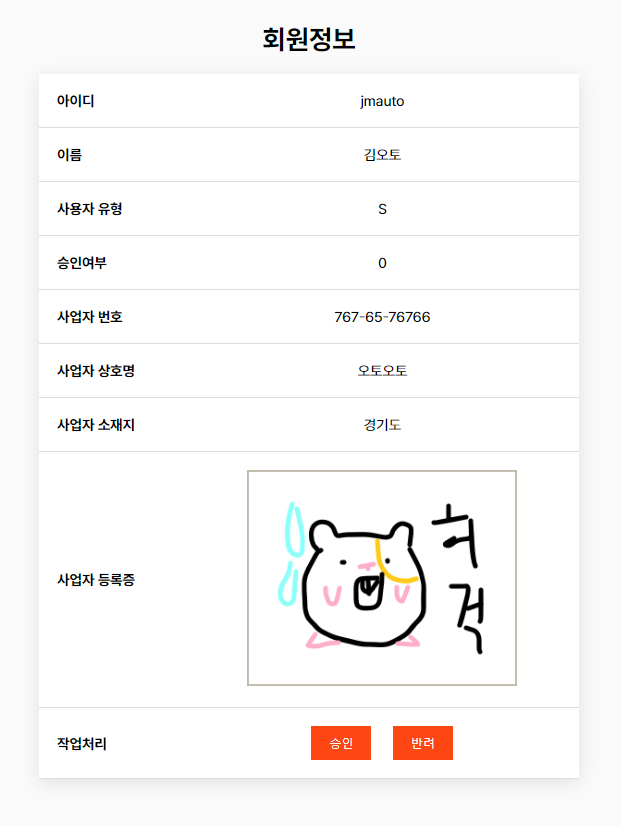 회원정보
아이디 jmauto
이름 김오토
사용자 유형 S
승인여부 0
사업자 번호 767-65-76766
사업자 상호명 오토오토
사업자 소재지 경기도
사업자 등록증
허
걱
작업처리 승인 반려